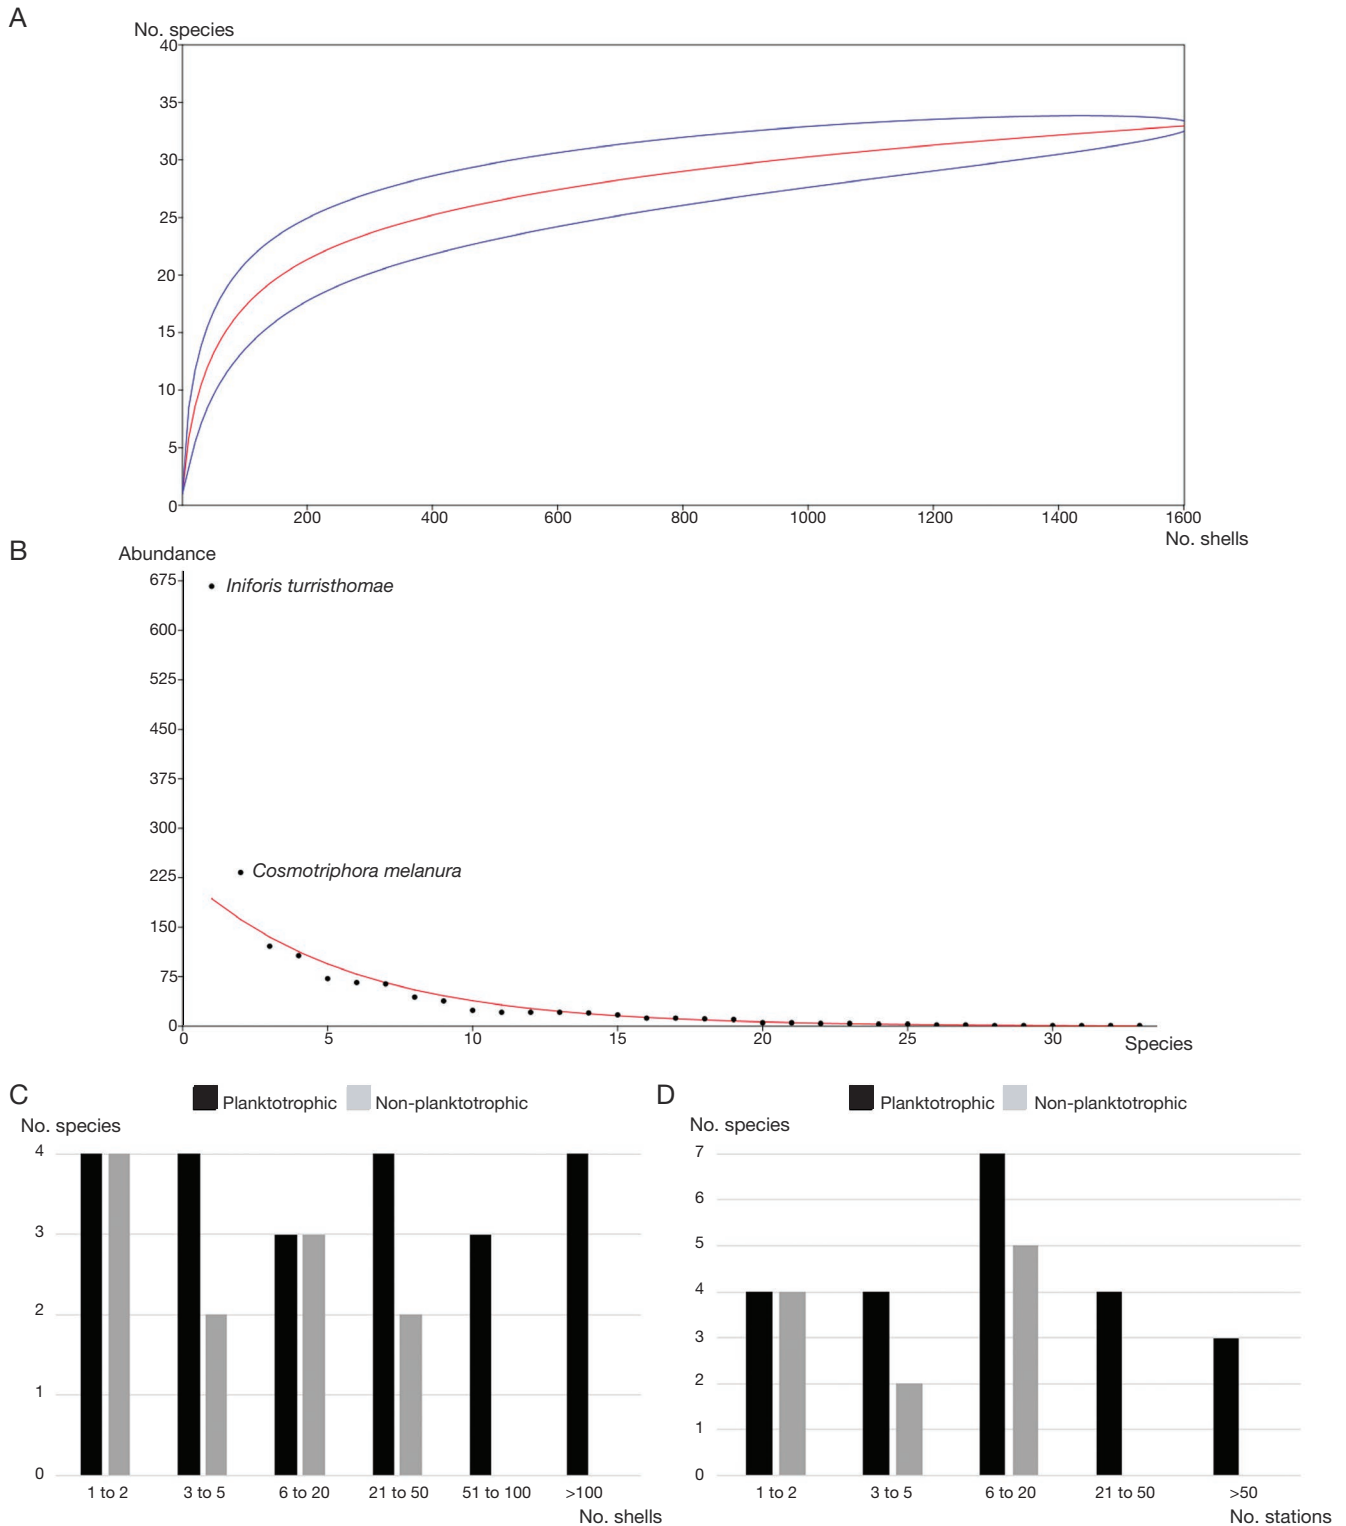 A
No. species
40
35
30
25
20
15
10
5
0
200 400 600 800 1000 1200 1400 1600
No. shells
B
Abundance
675
Iniforis turristhomae
600
525
450
375
300
225
Cosmotriphora melanura
150
75
0
0 5 10 15 20 25 30
Species
C
Planktotrophic Non-planktotrophic
No. species
4
3
2
1
0
1 to 2 3 to 5 6 to 20 21 to 50 51 to 100 >100
No. shells
D
Planktotrophic Non-planktotrophic
No. species
7
6
5
4
3
2
1
0
1 to 2 3 to 5 6 to 20 21 to 50 >50
No. stations